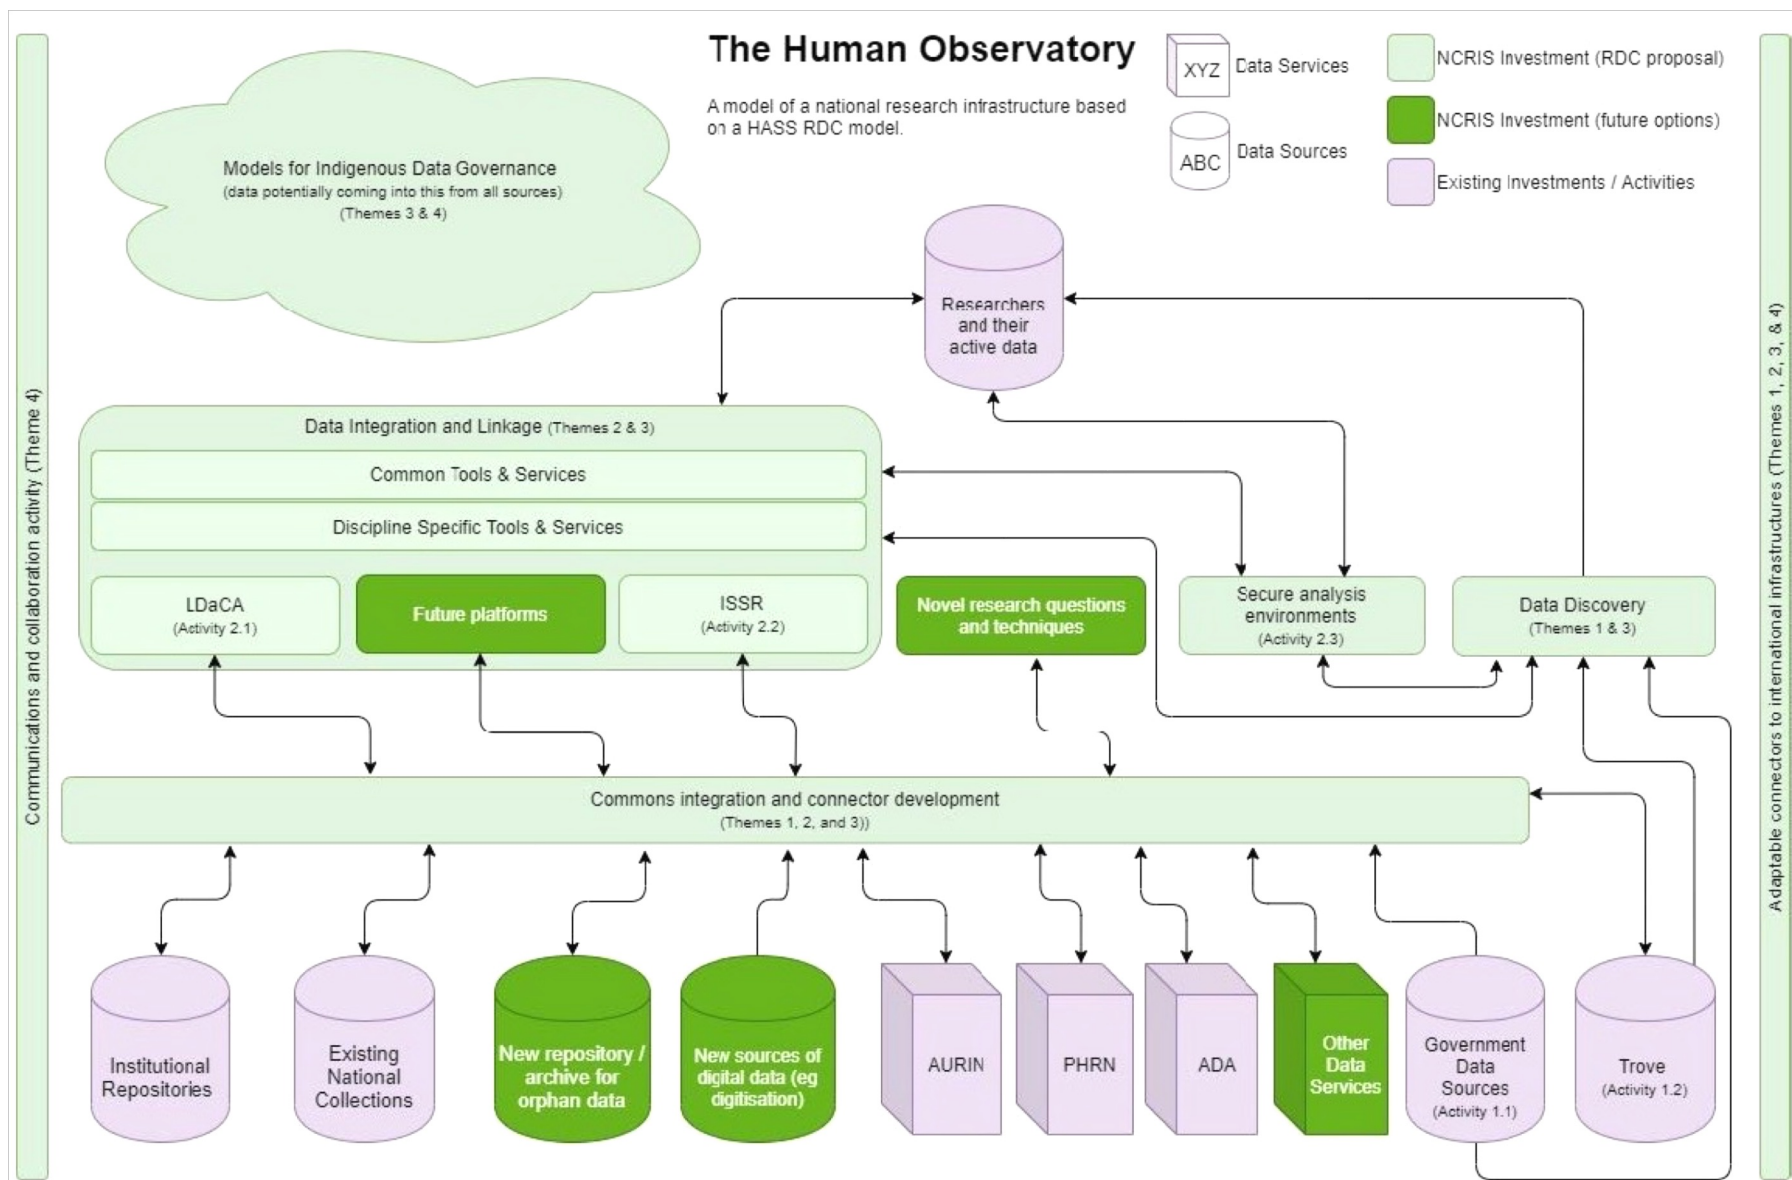 The Human Observatory
A model of a national research infrastructure based
on a HASS RDC model.
XYZ
Data Services
ABC
Data Sources
NCRIS Investment (RDC proposal)
NCRIS Investment (future options)
Existing Investments / Activities
Models for Indigenous Data Governance
(data potentially coming into this from all sources)
(Themes 3 & 4)
Communications and collaboration activity (Theme 4)
Adaptable connectors to international infrastructures (Themes 1, 2, 3, & 4)
Researchers
and their
active data
Data Integration and Linkage (Themes 2 & 3)
Common Tools & Services
Discipline Specific Tools & Services
LDaCA
(Activity 2.1)
Future platforms
ISSR
(Activity 2.2)
Novel research questions
and techniques
Secure analysis
environments
(Activity 2.3)
Data Discovery
(Themes 1 & 3)
Commons integration and connector development
(Themes 1, 2, and 3))
Institutional
Repositories
Existing
National
Collections
New repository /
archive for
orphan data
New sources of
digital data (eg
digitisation)
AURIN
PHRN
ADA
Other
Data
Services
Government
Data
Sources
(Activity 1.1)
Trove
(Activity 1.2)